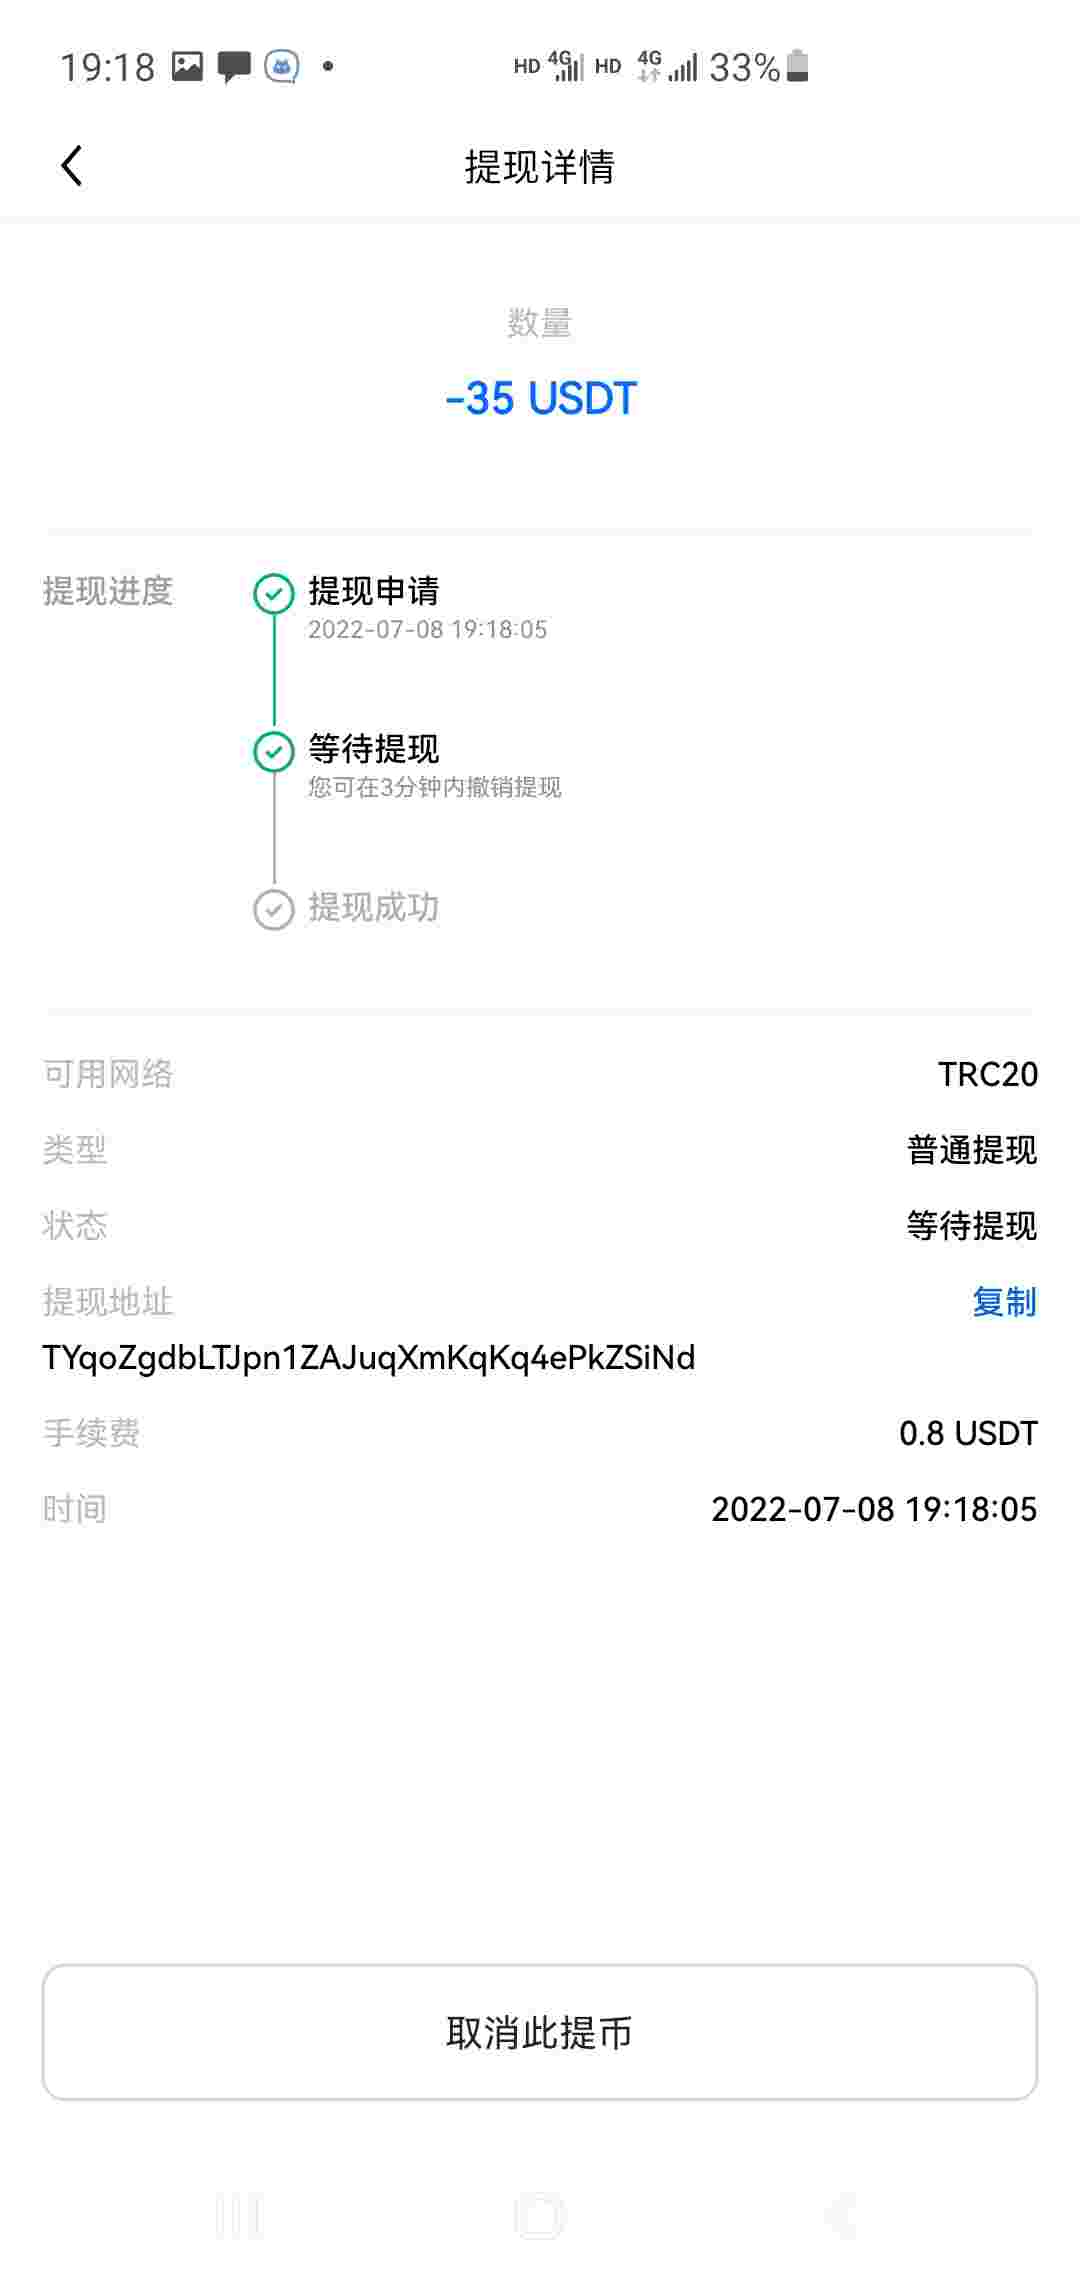 19:18 HD 4G HD 4G 33%
提现详情
数量
-35 USDT
提现进度
提现申请
2022-07-08 19:18:05
等待提现
您可在3分钟内撤销提现
提现成功
可用网络 TRC20
类型 普通提现
状态 等待提现
提现地址 复制
TYqoZgdbLTJpn1ZAJuqXmKqKq4ePkZSiNd
手续费 0.8 USDT
时间 2022-07-08 19:18:05
取消此提币